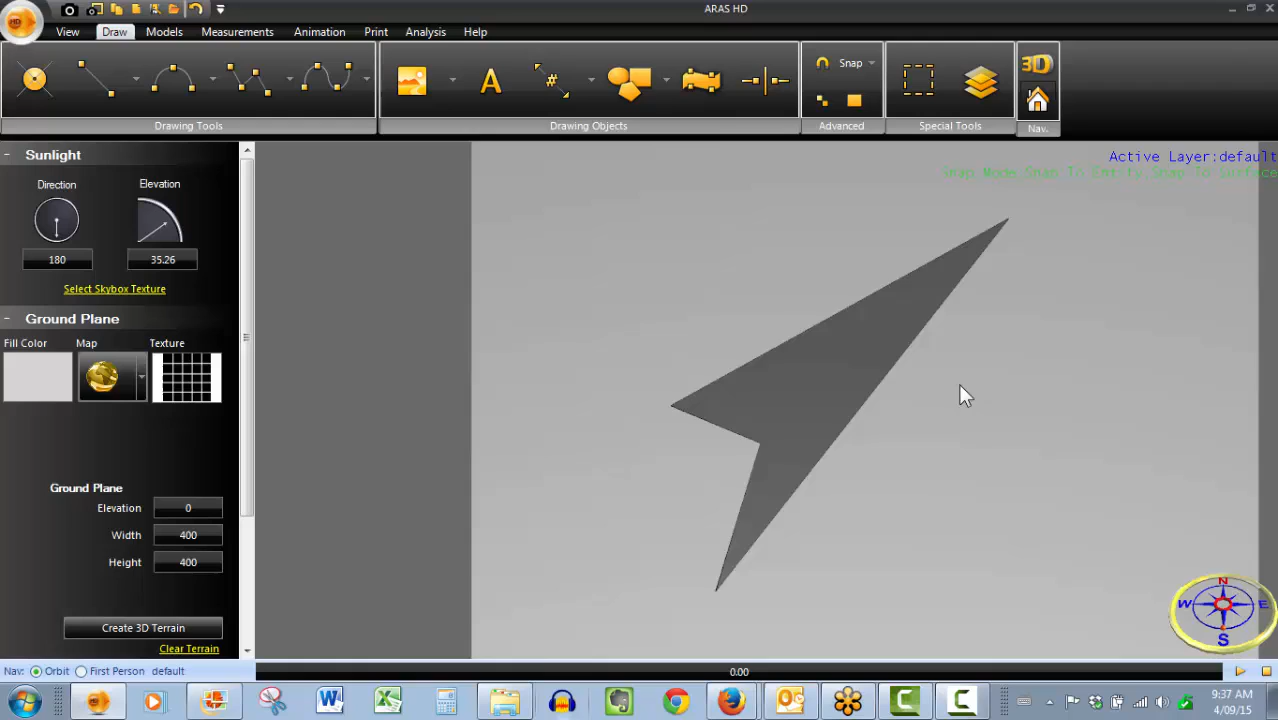 ARAS HD
View Draw Models Measurements Animation Print Analysis Help
Snap
3D
A
#
Drawing Tools Drawing Objects Advanced Special Tools Nav.
Sunlight
Active Layer:default
Snap Mode Snap To Entity Snap To Surface
Direction Elevation
180 35.26
Select Skybox Texture
Ground Plane
Fill Color Map Texture
Ground Plane
Elevation 0
Width 400
Height 400
N
W E
S
Create 3D Terrain
Clear Terrain
Nav: Orbit First Person default
0.00
9:37 AM
4/09/15